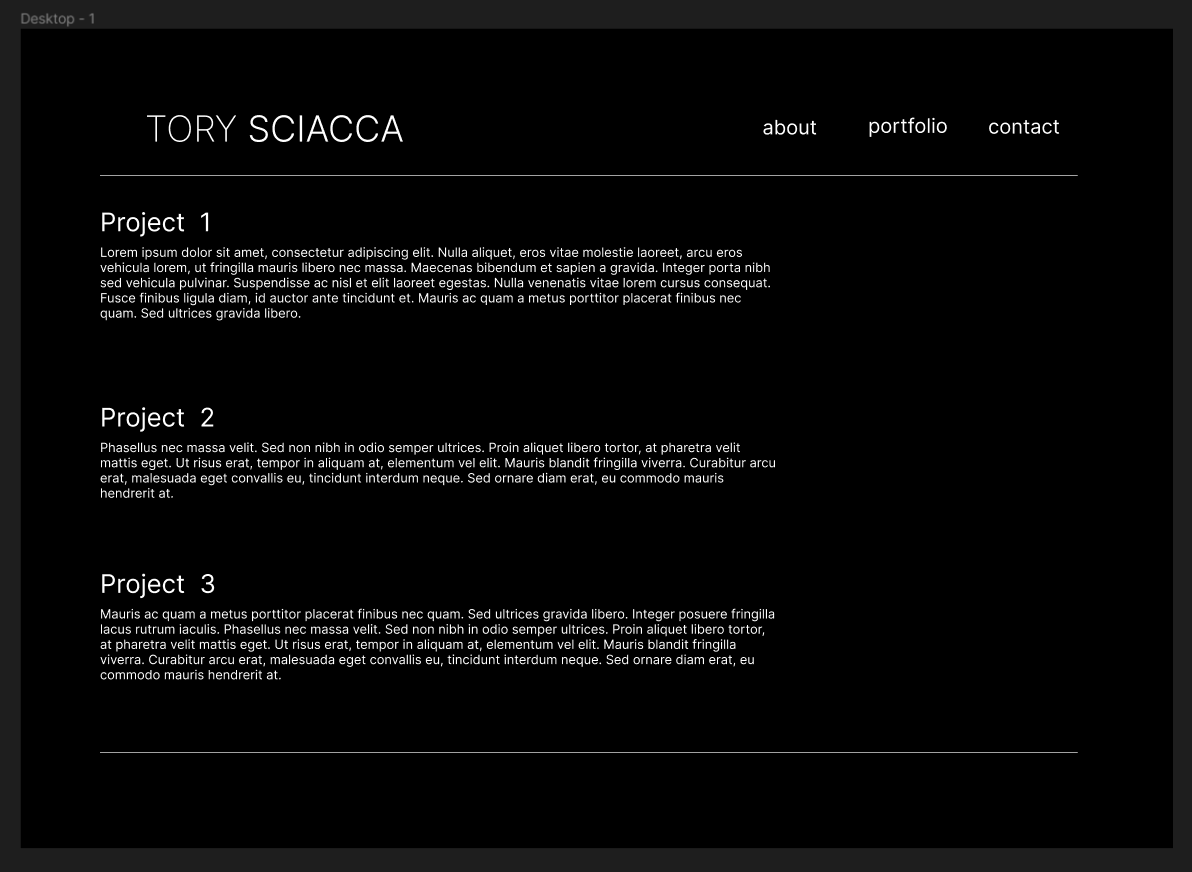 Desktop - 1
TORY SCIACCA
about portfolio contact
Project 1
Lorem ipsum dolor sit amet, consectetur adipiscing elit. Nulla aliquet, eros vitae molestie laoreet, arcu eros
vehicula lorem, ut fringilla mauris libero nec massa. Maecenas bibendum et sapien a gravida. Integer porta nibh
sed vehicula pulvinar. Suspendisse ac nisl et elit laoreet egestas. Nulla venenatis vitae lorem cursus consequat.
Fusce finibus ligula diam, id auctor ante tincidunt et. Mauris ac quam a metus porttitor placerat finibus nec
quam. Sed ultrices gravida libero.
Project 2
Phasellus nec massa velit. Sed non nibh in odio semper ultrices. Proin aliquet libero tortor, at pharetra velit
mattis eget. Ut risus erat, tempor in aliquam at, elementum vel elit. Mauris blandit fringilla viverra. Curabitur arcu
erat, malesuada eget convallis eu, tincidunt interdum neque. Sed ornare diam erat, eu commodo mauris
hendrerit at.
Project 3
Mauris ac quam a metus porttitor placerat finibus nec quam. Sed ultrices gravida libero. Integer posuere fringilla
lacus rutrum iaculis. Phasellus nec massa velit. Sed non nibh in odio semper ultrices. Proin aliquet libero tortor,
at pharetra velit mattis eget. Ut risus erat, tempor in aliquam at, elementum vel elit. Mauris blandit fringilla
viverra. Curabitur arcu erat, malesuada eget convallis eu, tincidunt interdum neque. Sed ornare diam erat, eu
commodo mauris hendrerit at.